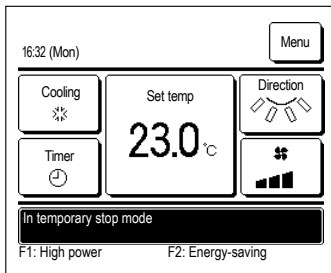 16:32 (Mon)
Menu
Cooling
Set temp
Direction
23.0 °C
Timer
In temporary stop mode
F1: High power F2: Energy-saving